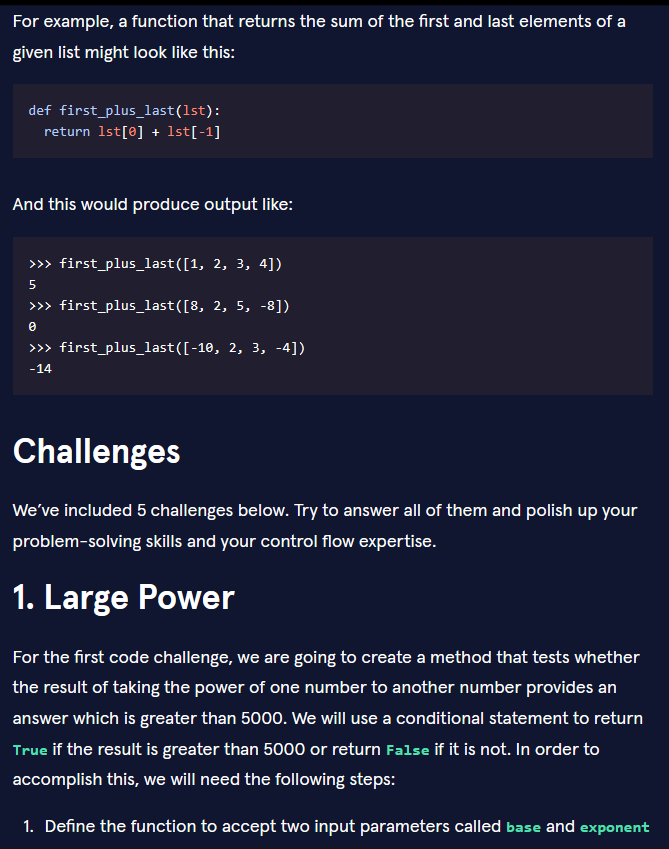 For example, a function that returns the sum of the first and last elements of a
given list might look like this:
def first_plus_last(lst):
  return lst[0] + lst[-1]
And this would produce output like:
>>> first_plus_last([1, 2, 3, 4])
5
>>> first_plus_last([8, 2, 5, -8])
0
>>> first_plus_last([-10, 2, 3, -4])
-14
Challenges
We’ve included 5 challenges below. Try to answer all of them and polish up your
problem-solving skills and your control flow expertise.
1. Large Power
For the first code challenge, we are going to create a method that tests whether
the result of taking the power of one number to another number provides an
answer which is greater than 5000. We will use a conditional statement to return
True if the result is greater than 5000 or return False if it is not. In order to
accomplish this, we will need the following steps:
1. Define the function to accept two input parameters called base and exponent